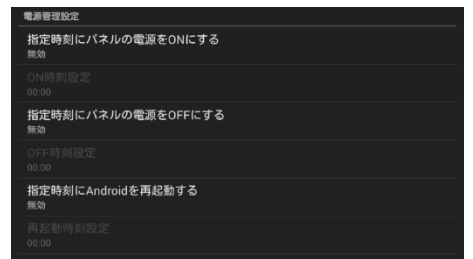 電源管理設定
指定時刻にパネルの電源をONにする
無効
ON時刻設定
00:00
指定時刻にパネルの電源をOFFにする
無効
OFF時刻設定
00:00
指定時刻にAndroidを再起動する
無効
再起動時刻設定
00:00